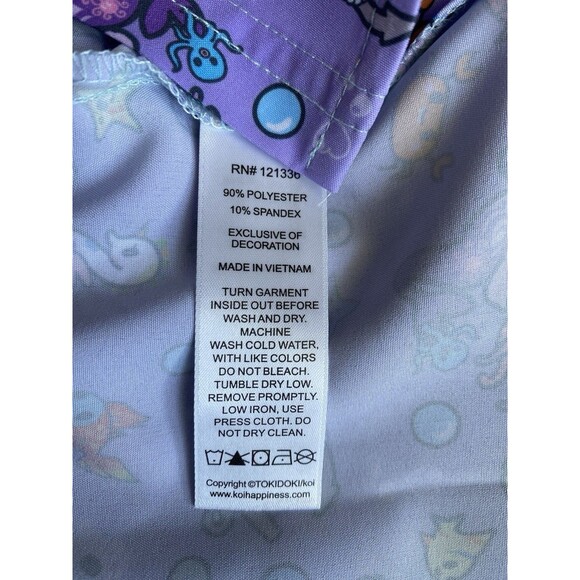 RN# 121336
90% POLYESTER
10% SPANDEX
EXCLUSIVE OF
DECORATION
MADE IN VIETNAM
TURN GARMENT
INSIDE OUT BEFORE
WASH AND DRY.
MACHINE
WASH COLD WATER,
WITH LIKE COLORS
DO NOT BLEACH.
TUMBLE DRY LOW.
REMOVE PROMPTLY.
LOW IRON, USE
PRESS CLOTH. DO
NOT DRY CLEAN.
Copyright ©TOKIDOKI/koi
www.koihappiness.com